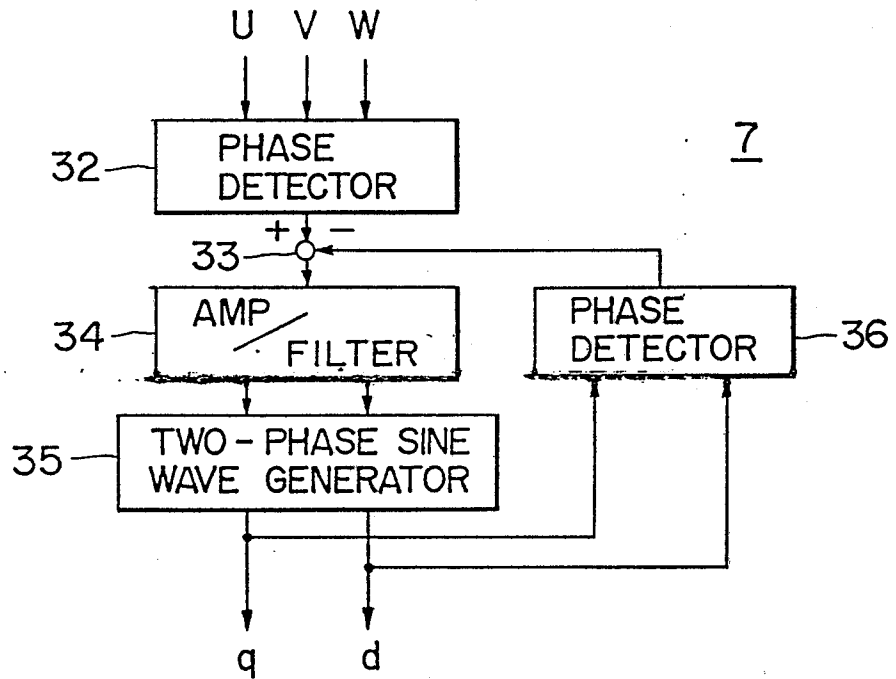 U V W
7
32
PHASE
DETECTOR
+ −
33
34
AMP /
FILTER
PHASE
DETECTOR
36
35
TWO-PHASE SINE
WAVE GENERATOR
q d